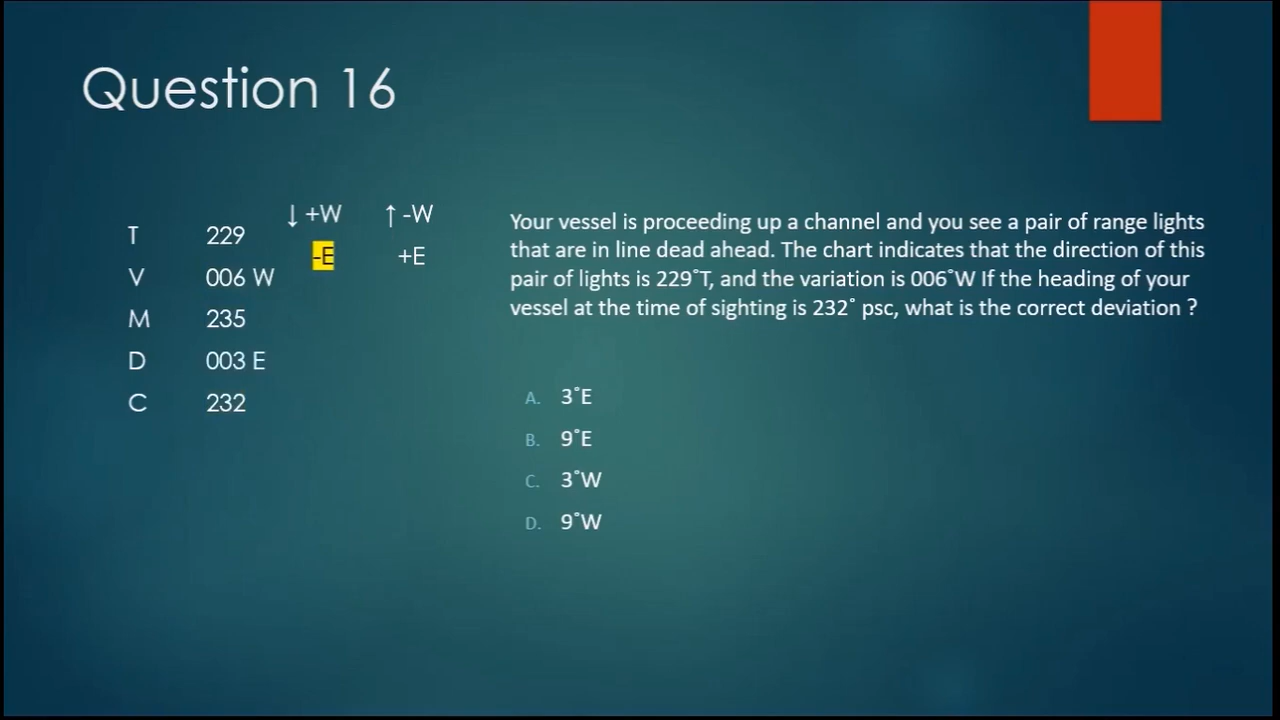 Question 16
↓ +W ↑ -W
T 229
-E +E
V 006 W
M 235
D 003 E
C 232
Your vessel is proceeding up a channel and you see a pair of range lights
that are in line dead ahead. The chart indicates that the direction of this
pair of lights is 229˚T, and the variation is 006˚W If the heading of your
vessel at the time of sighting is 232˚ psc, what is the correct deviation ?
A. 3˚E
B. 9˚E
C. 3˚W
D. 9˚W